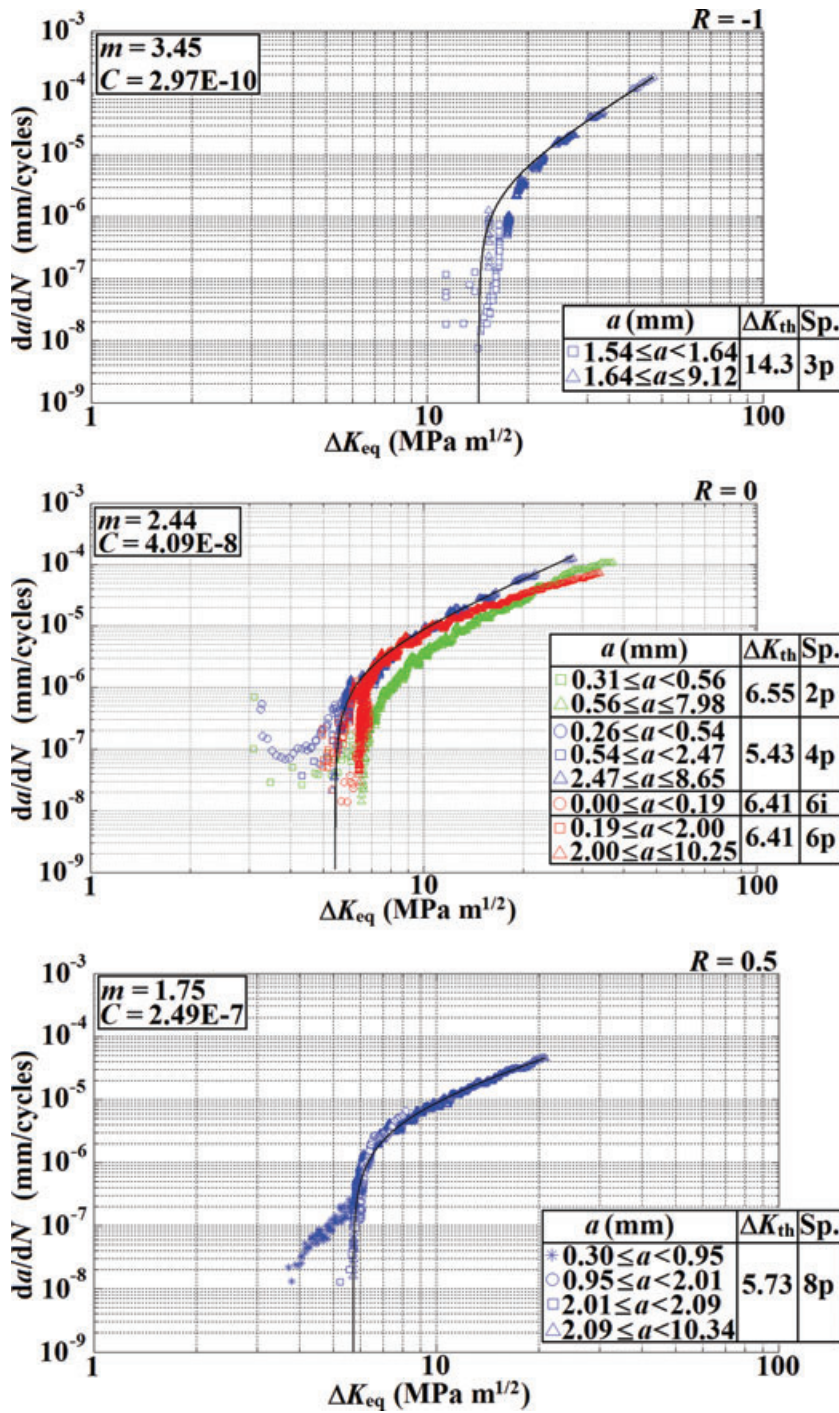 R = -1
m = 3.45
C = 2.97E-10
10⁻³
10⁻⁴
10⁻⁵
10⁻⁶
10⁻⁷
10⁻⁸
10⁻⁹
da/dN (mm/cycles)
a (mm) ΔKth Sp.
1.54≤a<1.64 14.3 3p
1.64≤a≤9.12
1 10 100
ΔKeq (MPa m^1/2)
R = 0
m = 2.44
C = 4.09E-8
10⁻³
10⁻⁴
10⁻⁵
10⁻⁶
10⁻⁷
10⁻⁸
10⁻⁹
da/dN (mm/cycles)
a (mm) ΔKth Sp.
0.31≤a<0.56 6.55 2p
0.56≤a≤7.98
0.26≤a<0.54 5.43 4p
0.54≤a<2.47
2.47≤a≤8.65
0.00≤a<0.19 6.41 6i
0.19≤a<2.00 6.41 6p
2.00≤a≤10.25
1 10 100
ΔKeq (MPa m^1/2)
R = 0.5
m = 1.75
C = 2.49E-7
10⁻³
10⁻⁴
10⁻⁵
10⁻⁶
10⁻⁷
10⁻⁸
10⁻⁹
da/dN (mm/cycles)
a (mm) ΔKth Sp.
0.30≤a<0.95 5.73 8p
0.95≤a<2.01
2.01≤a<2.09
2.09≤a<10.34
1 10 100
ΔKeq (MPa m^1/2)